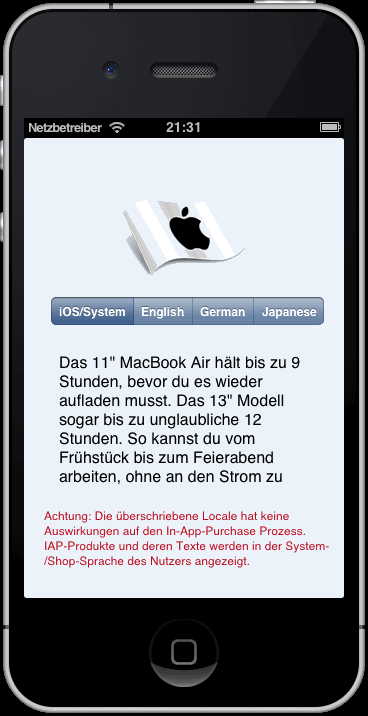 Netzbetreiber 21:31
iOS/System English German Japanese
Das 11" MacBook Air hält bis zu 9
Stunden, bevor du es wieder
aufladen musst. Das 13" Modell
sogar bis zu unglaubliche 12
Stunden. So kannst du vom
Frühstück bis zum Feierabend
arbeiten, ohne an den Strom zu
Achtung: Die überschriebene Locale hat keine
Auswirkungen auf den In-App-Purchase Prozess.
IAP-Produkte und deren Texte werden in der System-
/Shop-Sprache des Nutzers angezeigt.